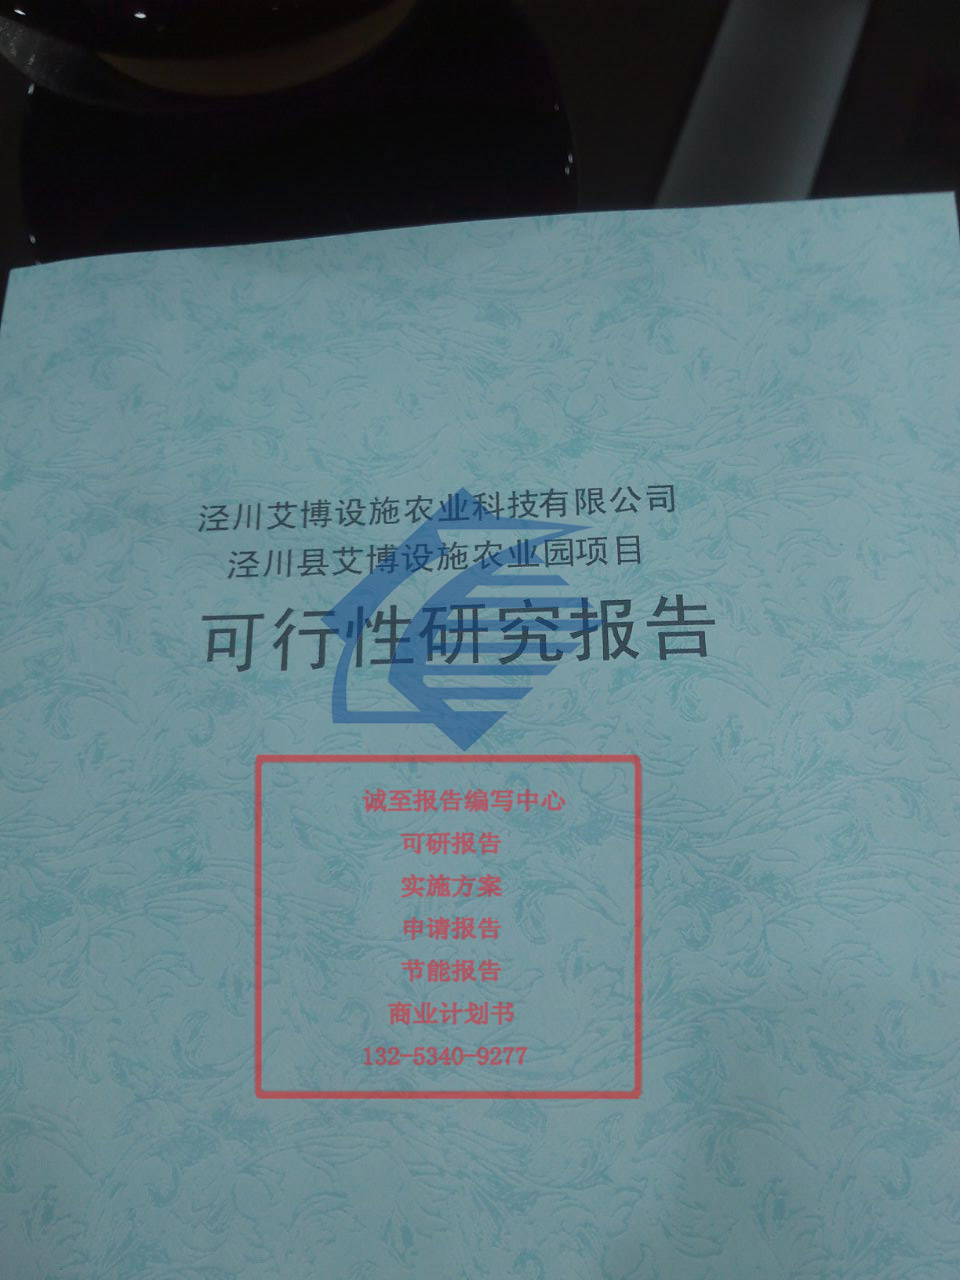 泾川艾博设施农业科技有限公司
泾川县艾博设施农业园项目
可行性研究报告
诚至报告编写中心
可研报告
实施方案
申请报告
节能报告
商业计划书
132-5340-9277